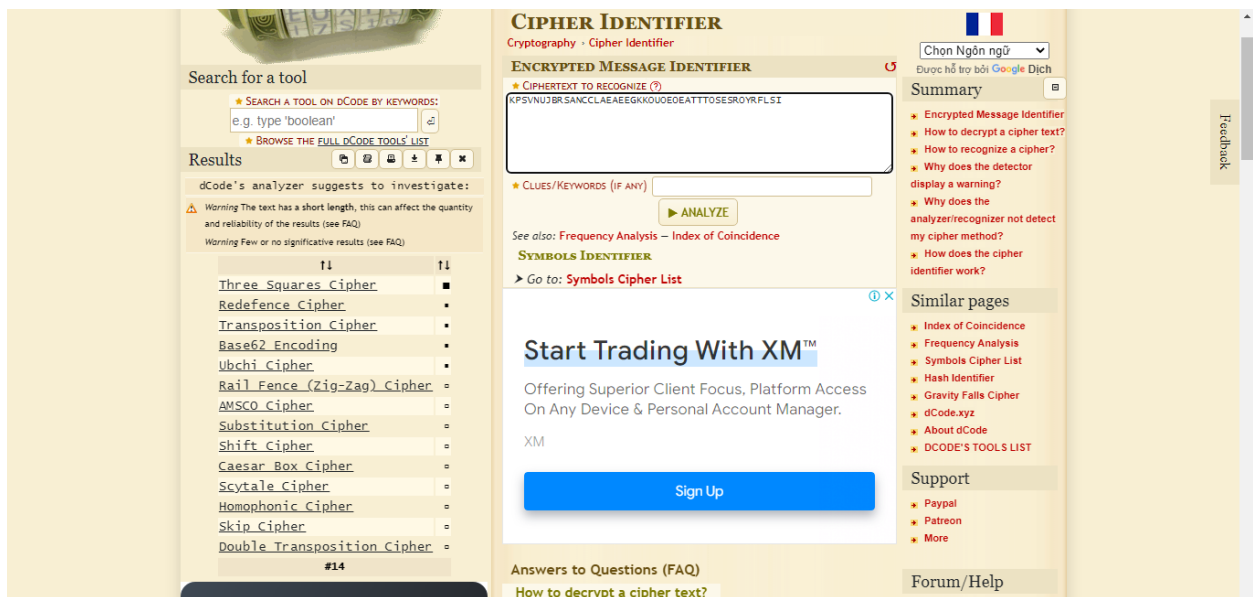 CIPHER IDENTIFIER
Cryptography › Cipher Identifier
Search for a tool
★ SEARCH A TOOL ON DCODE BY KEYWORDS:
e.g. type 'boolean'
★ BROWSE THE FULL DCODE TOOLS' LIST
Results
dCode's analyzer suggests to investigate:
Warning The text has a short length, this can affect the quantity
and reliability of the results (see FAQ)
Warning Few or no significative results (see FAQ)
↑↓ ↑↓
Three Squares Cipher ■
Redefence Cipher ▪
Transposition Cipher ▪
Base62 Encoding ▪
Ubchi Cipher ▪
Rail Fence (Zig-Zag) Cipher ▫
AMSCO Cipher ▫
Substitution Cipher ▫
Shift Cipher ▫
Caesar Box Cipher ▫
Scytale Cipher ▫
Homophonic Cipher ▫
Skip Cipher ▫
Double Transposition Cipher ▫
#14
ENCRYPTED MESSAGE IDENTIFIER
★ CIPHERTEXT TO RECOGNIZE (?)
KPSVNUJBRSANCCLAEAEEGKKOUOEOEATTTOSESROYRFLSI
★ CLUES/KEYWORDS (IF ANY)
► ANALYZE
See also: Frequency Analysis — Index of Coincidence
SYMBOLS IDENTIFIER
➤ Go to: Symbols Cipher List
Start Trading With XM™
Offering Superior Client Focus, Platform Access
On Any Device & Personal Account Manager.
XM
Sign Up
Answers to Questions (FAQ)
How to decrypt a cipher text?
Chọn Ngôn ngữ
Được hỗ trợ bởi Google Dịch
Summary
Encrypted Message Identifier
How to decrypt a cipher text?
How to recognize a cipher?
Why does the detector
display a warning?
Why does the
analyzer/recognizer not detect
my cipher method?
How does the cipher
identifier work?
Similar pages
Index of Coincidence
Frequency Analysis
Symbols Cipher List
Hash Identifier
Gravity Falls Cipher
dCode.xyz
About dCode
DCODE'S TOOLS LIST
Support
Paypal
Patreon
More
Forum/Help
Feedback